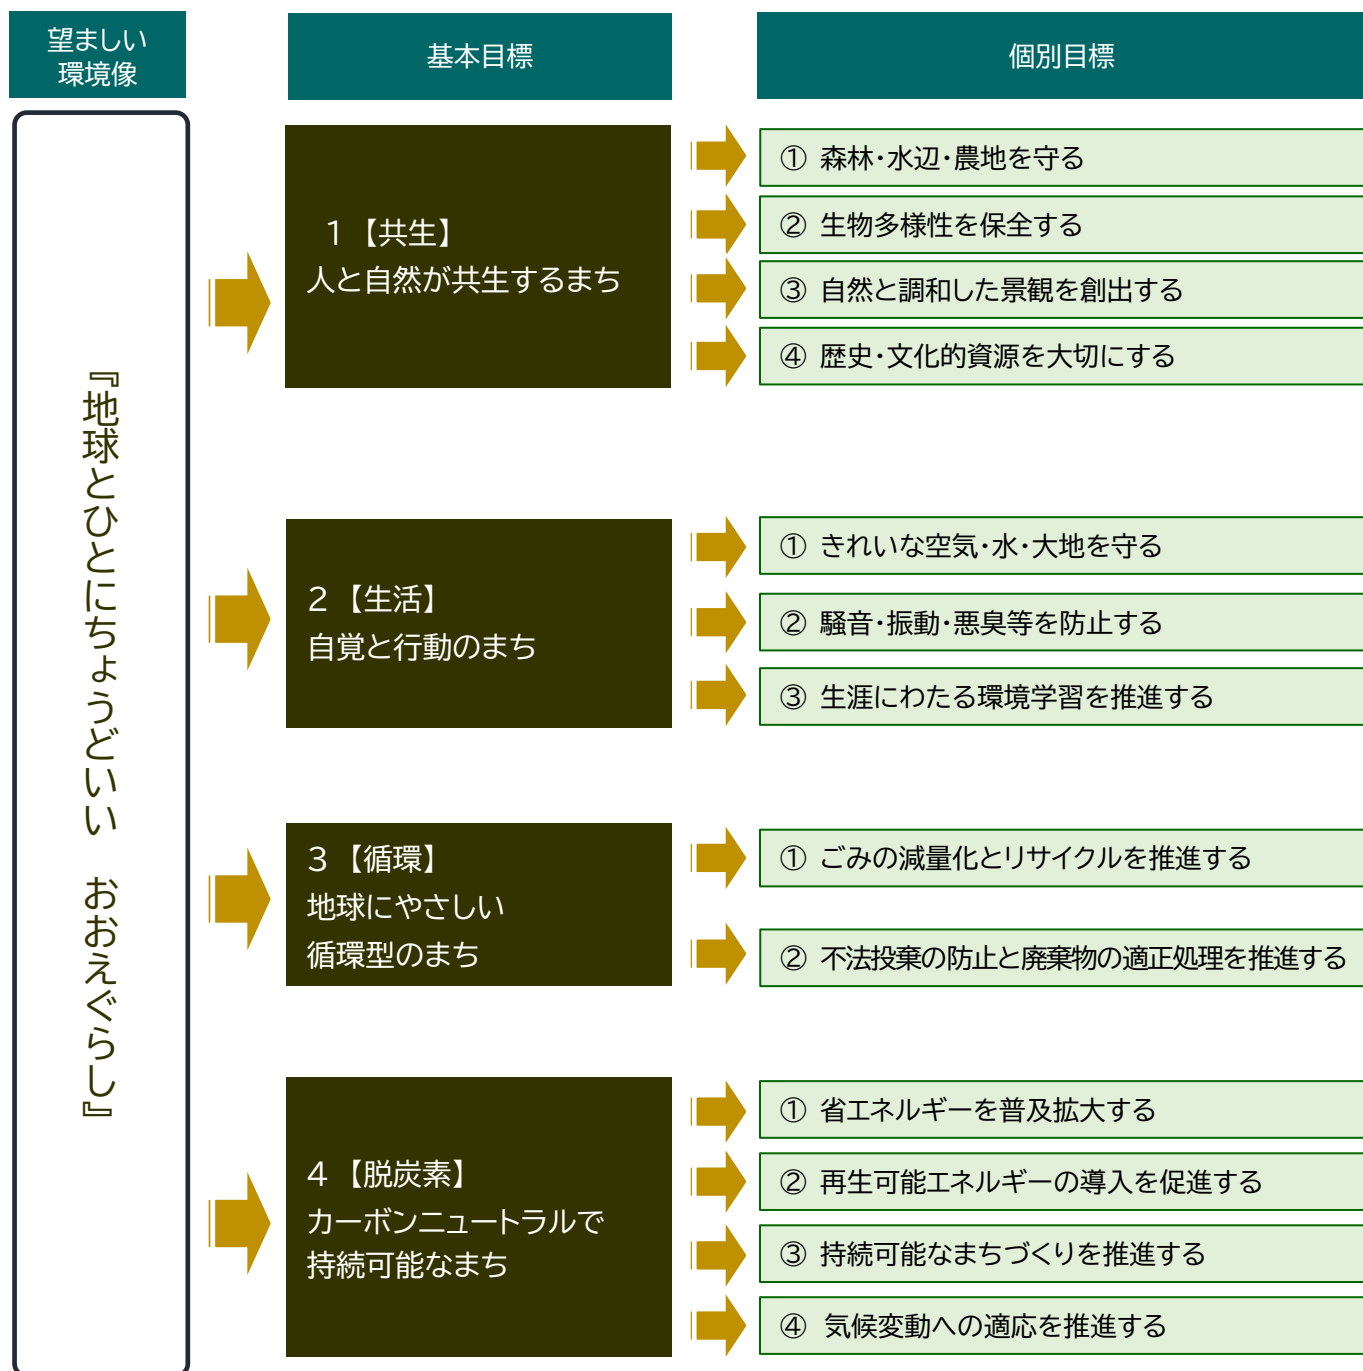 望ましい
環境像
基本目標
個別目標
『地球とひとにちょうどいい　おおえぐらし』
1 【共生】
人と自然が共生するまち
① 森林・水辺・農地を守る
② 生物多様性を保全する
③ 自然と調和した景観を創出する
④ 歴史・文化的資源を大切にする
2 【生活】
自覚と行動のまち
① きれいな空気・水・大地を守る
② 騒音・振動・悪臭等を防止する
③ 生涯にわたる環境学習を推進する
3 【循環】
地球にやさしい
循環型のまち
① ごみの減量化とリサイクルを推進する
② 不法投棄の防止と廃棄物の適正処理を推進する
4 【脱炭素】
カーボンニュートラルで
持続可能なまち
① 省エネルギーを普及拡大する
② 再生可能エネルギーの導入を促進する
③ 持続可能なまちづくりを推進する
④ 気候変動への適応を推進する